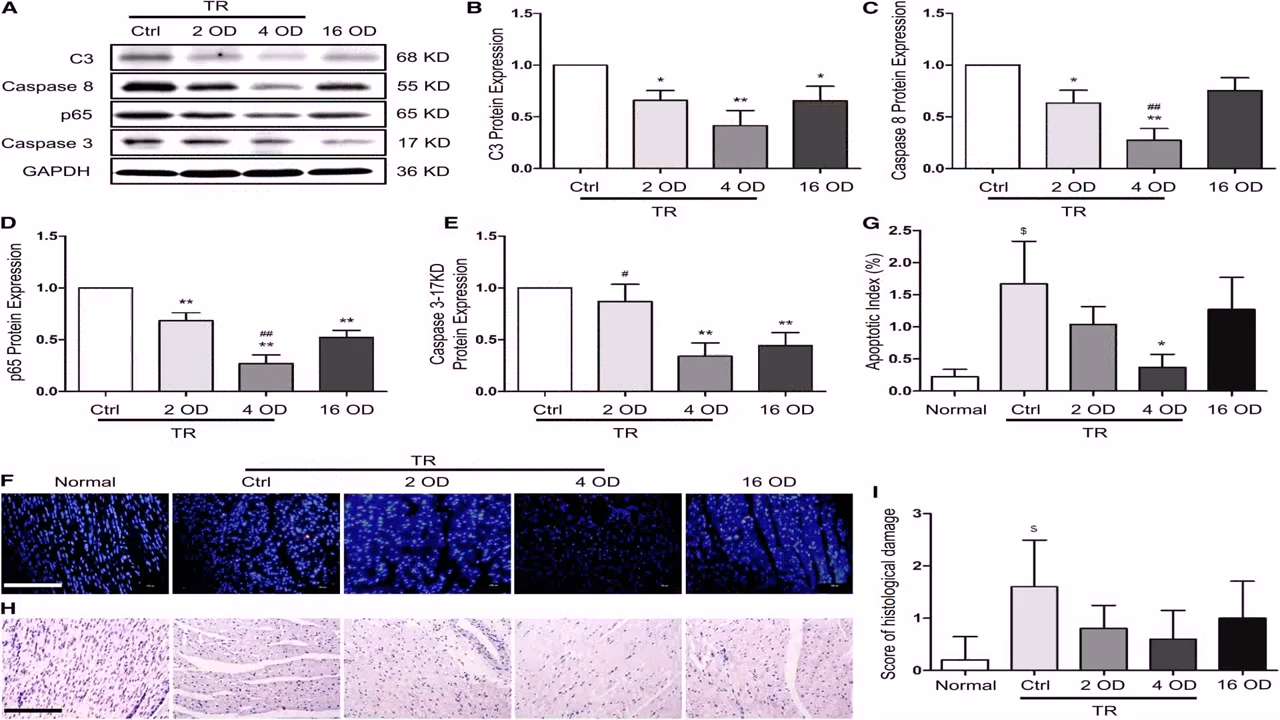 A
TR
Ctrl 2 OD 4 OD 16 OD
C3 68 KD
Caspase 8 55 KD
p65 65 KD
Caspase 3 17 KD
GAPDH 36 KD
B
C3 Protein Expression
1.5
1.0
0.5
0.0
* ** *
Ctrl 2 OD 4 OD 16 OD
TR
C
Caspase 8 Protein Expression
1.5
1.0
0.5
0.0
*
##
**
Ctrl 2 OD 4 OD 16 OD
TR
D
p65 Protein Expression
1.5
1.0
0.5
0.0
**
##
**
**
Ctrl 2 OD 4 OD 16 OD
TR
E
Caspase 3-17KD
Protein Expression
1.5
1.0
0.5
0.0
#
**
**
Ctrl 2 OD 4 OD 16 OD
TR
G
Apoptotic Index (%)
2.5
2.0
1.5
1.0
0.5
0.0
$
*
Normal Ctrl 2 OD 4 OD 16 OD
TR
F
TR
Normal Ctrl 2 OD 4 OD 16 OD
H
I
Score of histological damage
3
2
1
0
$
Normal Ctrl 2 OD 4 OD 16 OD
TR